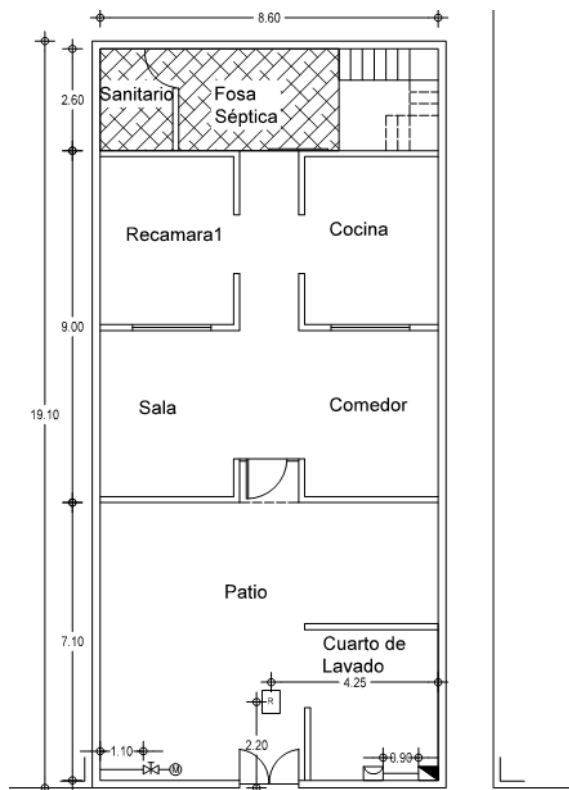 8.60
2.60
Sanitario
Fosa
Séptica
Recamara1
Cocina
9.00
19.10
Sala
Comedor
Patio
7.10
Cuarto de
Lavado
4.25
R
2.20
1.10
0.90
M